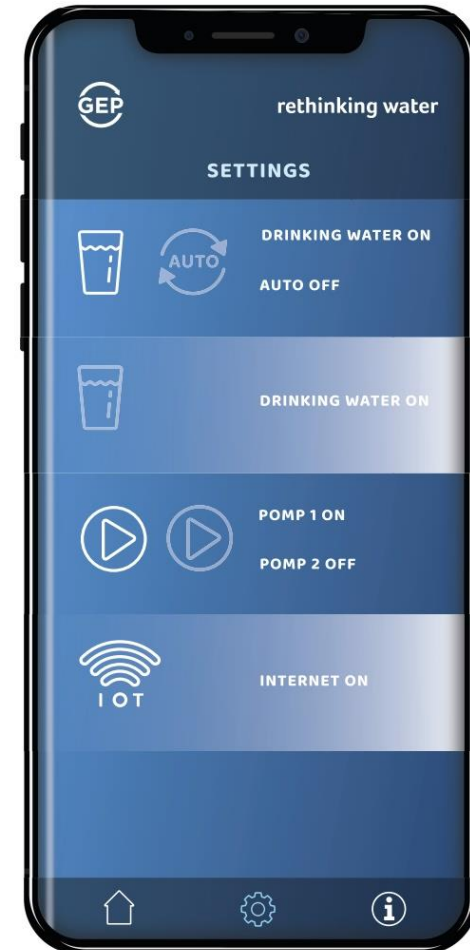 GEP
rethinking water
SETTINGS
AUTO
DRINKING WATER ON
AUTO OFF
DRINKING WATER ON
POMP 1 ON
POMP 2 OFF
IOT
INTERNET ON
i